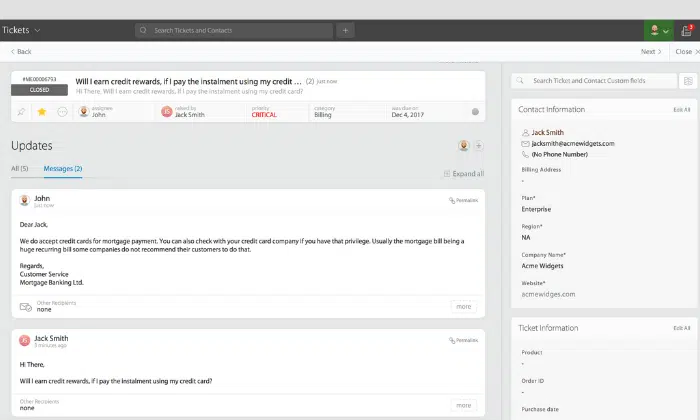 Tickets
Search Tickets and Contacts
+
3
Back
Next
Close
#NE00006793
CLOSED
Will I earn credit rewards, if I pay the instalment using my credit ... (2) just now
Hi There, Will I earn credit rewards, if I pay the instalment using my credit card?
assignee
John
raised by
Jack Smith
priority
CRITICAL
category
Billing
issue due on
Dec 4, 2017
Updates
All (5)
Messages (2)
Expand all
John
just now
Permalink
Dear Jack,
We do accept credit cards for mortgage payment. You can also check with your credit card company if you have that privilege. Usually the mortgage bill being a
huge recurring bill some companies do not recommend their customers to do that.
Regards,
Customer Service
Mortgage Banking Ltd.
Other Recipients
none
more
JS
Jack Smith
3 minutes ago
Permalink
Hi There,
Will I earn credit rewards, if I pay the instalment using my credit card?
Other Recipients
none
more
Search Ticket and Contact Custom fields
Contact Information
Edit All
Jack Smith
jacksmith@acmewidgets.com
(No Phone Number)
Billing Address
-
Plan*
Enterprise
Region*
NA
Company Name*
Acme Widgets
Website*
acmewidges.com
Ticket Information
Edit All
Product
-
Order ID
-
Purchase date